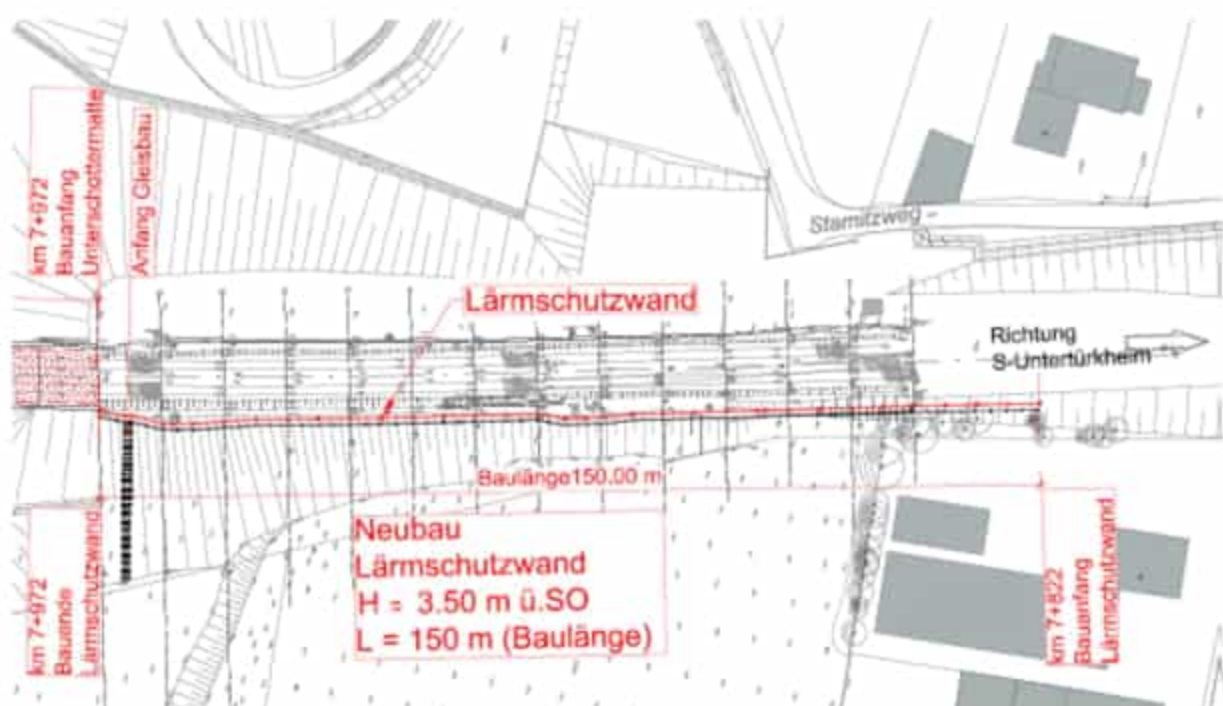 km 7+972
Bauanfang
Unterschottermatte
Anfang Gleisbau
Stamitzweg
Lärmschutzwand
Richtung
S-Untertürkheim
Baulänge150.00 m
Neubau
Lärmschutzwand
H = 3.50 m ü.SO
L = 150 m (Baulänge)
km 7+972
Bauende
Lärmschutzwand
km 7+822
Bauanfang
Lärmschutzwand